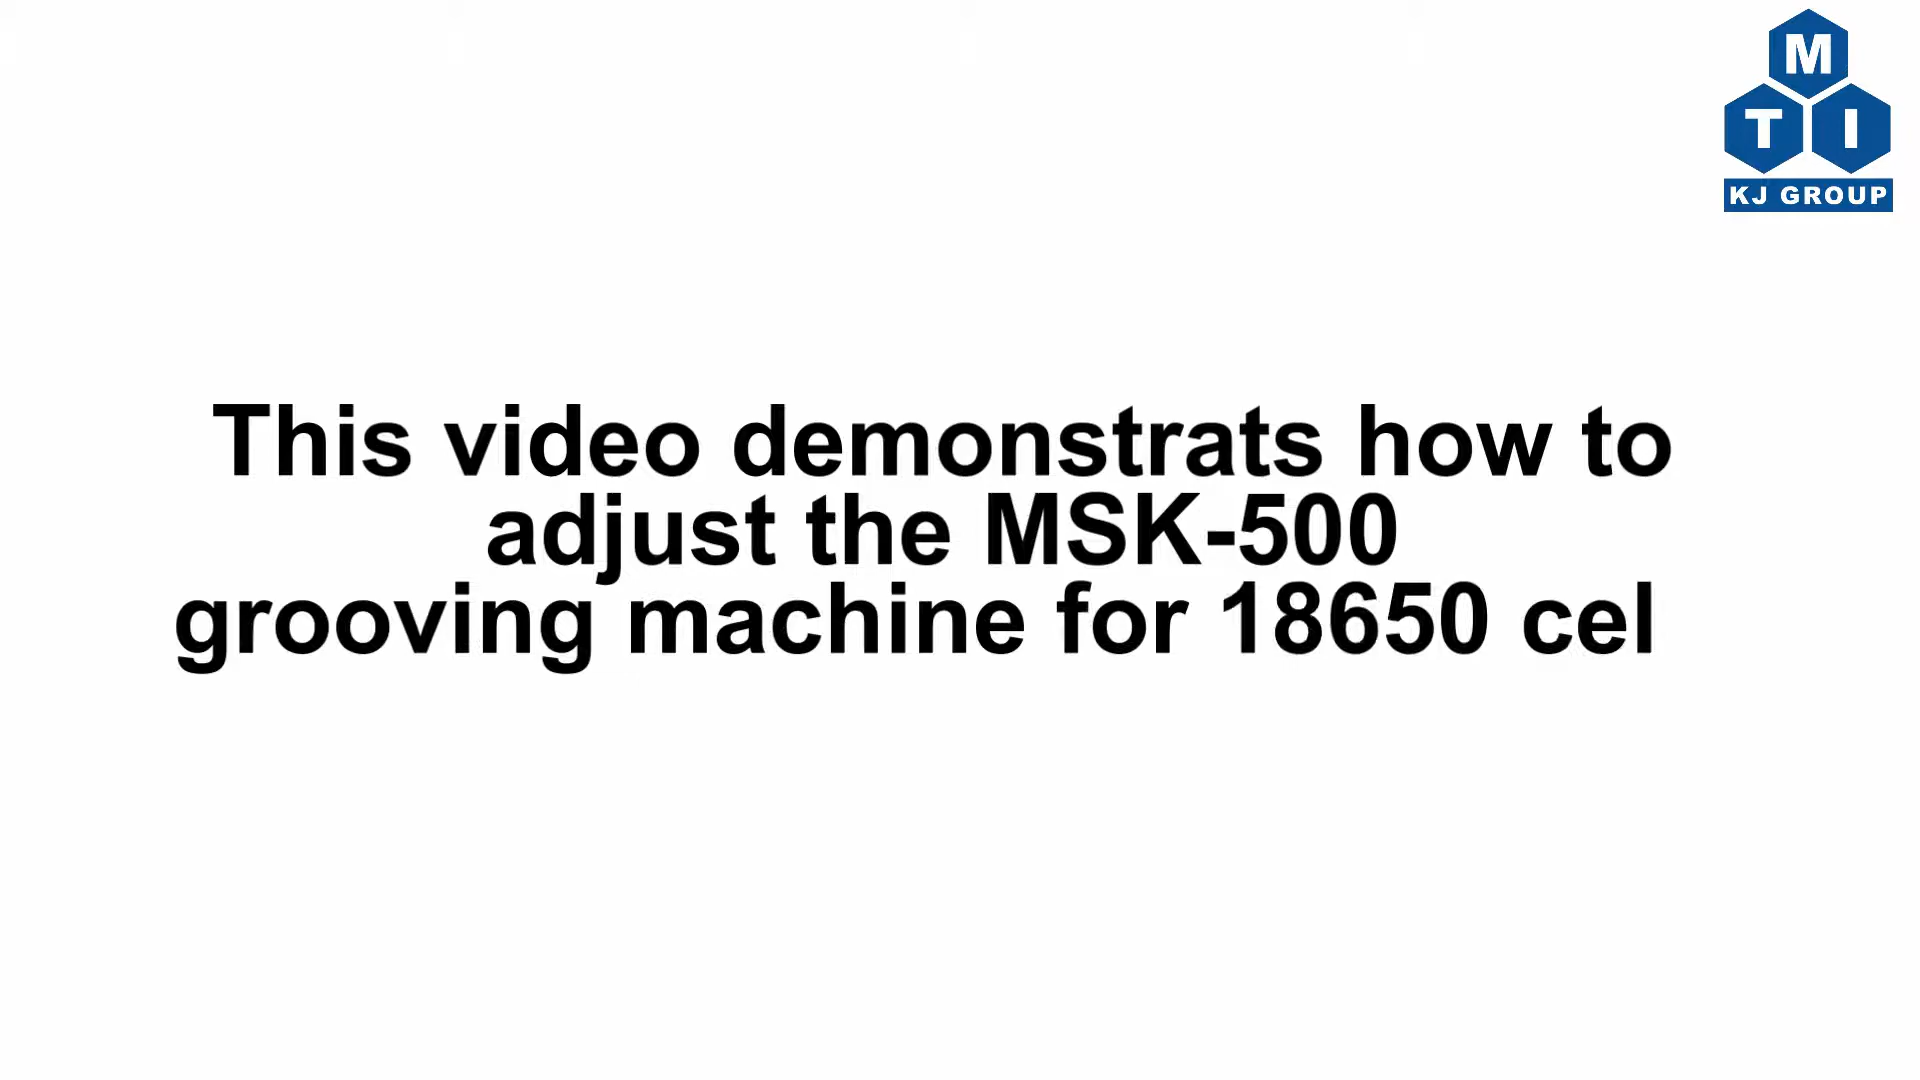 M
T I
KJ GROUP
This video demonstrats how to
adjust the MSK-500
grooving machine for 18650 cel